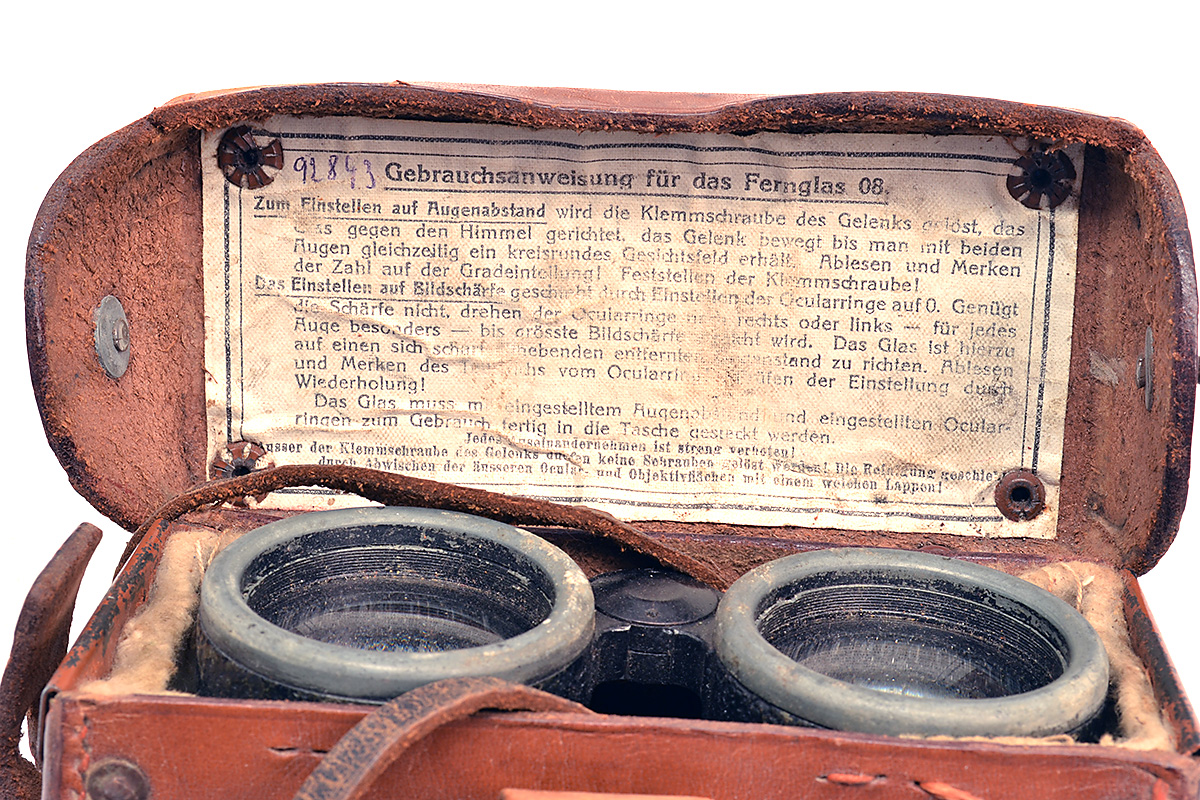 92843 Gebrauchsanweisung für das Fernglas 08.
Zum Einstellen auf Augenabstand wird die Klemmschraube des Gelenks gelöst, das
Glas gegen den Himmel gerichtet, das Gelenk bewegt bis man mit beiden
Augen gleichzeitig ein kreisrundes Gesichtsfeld erhält. Ablesen und Merken
der Zahl auf der Gradeinteilung! Feststellen der Klemmschraube!
Das Einstellen auf Bildschärfe geschieht durch Einstellen der Ocularringe auf 0. Genügt
die Schärfe nicht, drehen der Ocularringe nach rechts oder links — für jedes
Auge besonders — bis grösste Bildschärfe wird. Das Glas ist hierzu
auf einen sich scharf abhebenden entfernten Gegenstand zu richten. Ablesen
und Merken des vom Ocularring der Einstellung durch
Wiederholung!
Das Glas muss mit eingestelltem Augenabstand und eingestellten Ocular-
ringen zum Gebrauch fertig in die Tasche gesteckt werden.
Jedes Auseinandernehmen ist streng verboten!
Ausser der Klemmschraube des Gelenks dürfen keine Schrauben gelöst werden! Die Reinigung geschieht
durch Abwischen der äusseren Ocular- und Objektivflächen mit einem weichen Lappen!